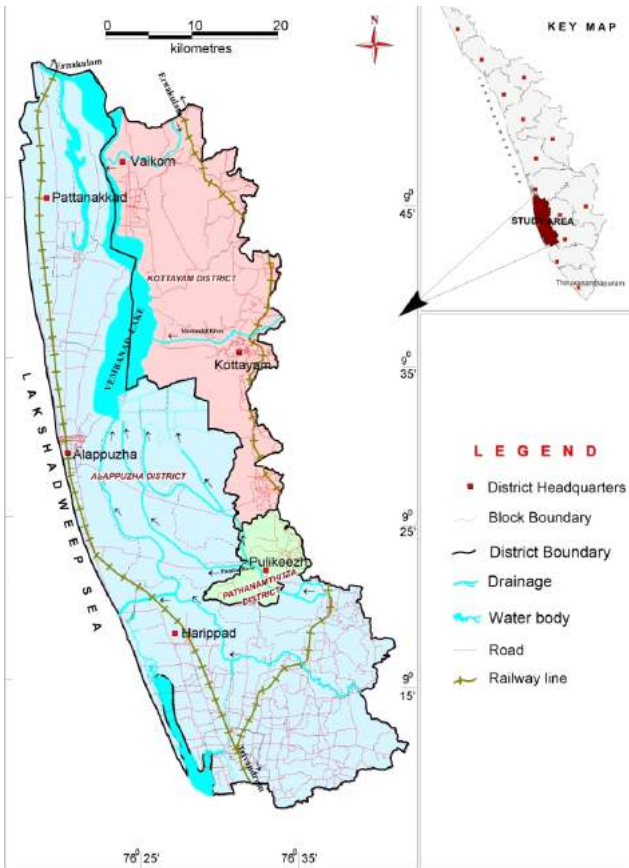 0 10 20
kilometres
N
KEY MAP
Ernakulam
Ernakulam
Vaikom
Pattanakkad
9° 45'
STUDY AREA
Thiruvananthapuram
KOTTAYAM DISTRICT
VEMBANAD LAKE
Kottayam
9° 35'
LAKSHADWEEP SEA
Alappuzha
ALAPPUZHA DISTRICT
LEGEND
District Headquarters
Block Boundary
District Boundary
Drainage
Water body
Road
Railway line
9° 25'
Pulikeezh
PATHANAMTHITTA
DISTRICT
Harippad
9° 15'
Trivandrum
76° 25' 76° 35'